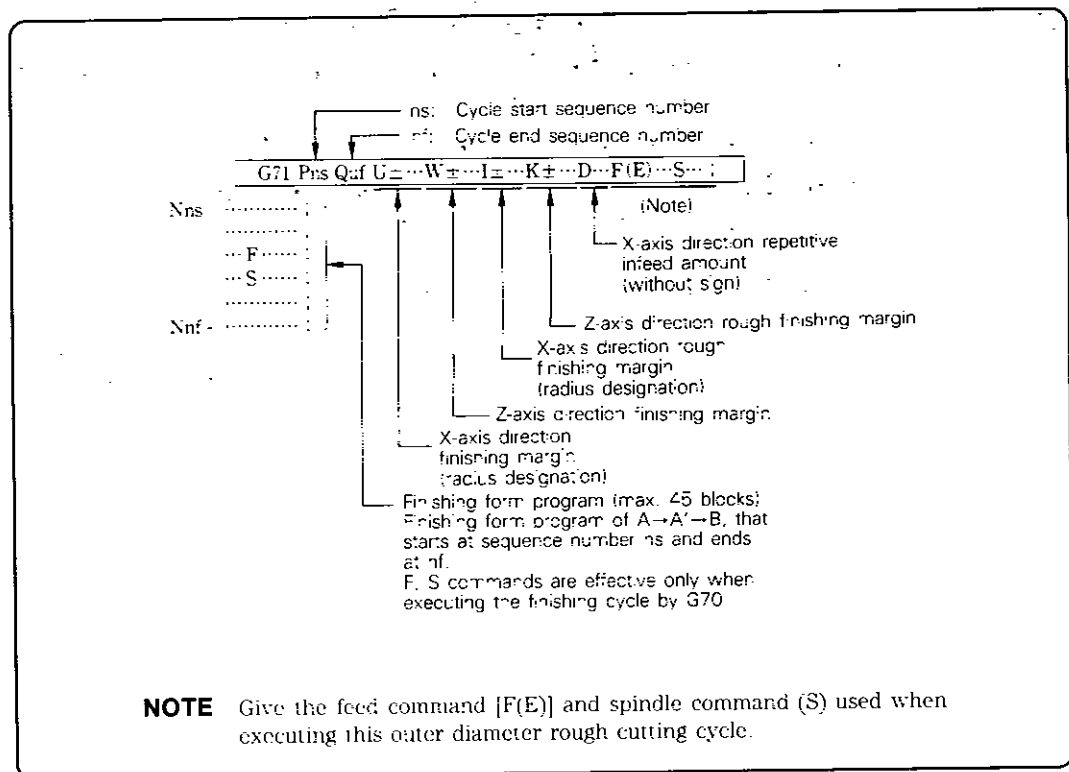 ns: Cycle start sequence number
nf: Cycle end sequence number
G71 Pns Qnf U±…W±…I±…K±…D…F(E)…S… ;
(Note)
Nns ………… ;
………… ;
… F …… ;
… S …… ;
………… ;
Nnf ………… ;
X-axis direction repetitive
infeed amount
(without sign)
Z-axis direction rough finishing margin
X-axis direction rough
finishing margin
(radius designation)
Z-axis direction finishing margin
X-axis direction
finishing margin
(radius designation)
Finishing form program (max. 45 blocks)
Finishing form program of A→A'→B, that
starts at sequence number ns and ends
at nf.
F, S commands are effective only when
executing the finishing cycle by G70
NOTE Give the feed command [F(E)] and spindle command (S) used when
executing this outer diameter rough cutting cycle.